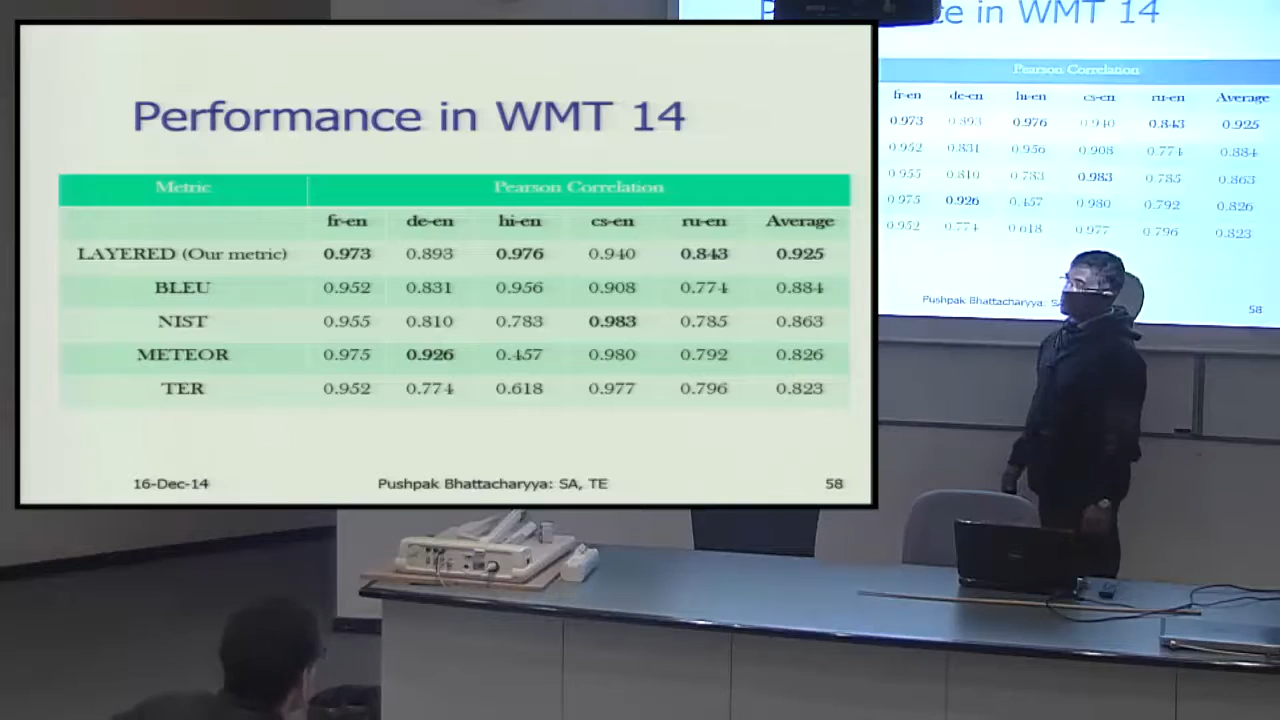 Performance in WMT 14
Metric Pearson Correlation
fr-en de-en hi-en cs-en ru-en Average
LAYERED (Our metric) 0.973 0.893 0.976 0.940 0.843 0.925
BLEU 0.952 0.831 0.956 0.908 0.774 0.884
NIST 0.955 0.810 0.783 0.983 0.785 0.863
METEOR 0.975 0.926 0.457 0.980 0.792 0.826
TER 0.952 0.774 0.618 0.977 0.796 0.823
16-Dec-14 Pushpak Bhattacharyya: SA, TE 58
in WMT 14
Pearson Correlation
fr-en de-en hi-en cs-en ru-en Average
0.973 0.893 0.976 0.940 0.843 0.925
0.952 0.831 0.956 0.908 0.774 0.884
0.955 0.810 0.783 0.983 0.785 0.863
0.975 0.926 0.457 0.980 0.792 0.826
0.952 0.774 0.618 0.977 0.796 0.823
Pushpak Bhattacharyya: 58